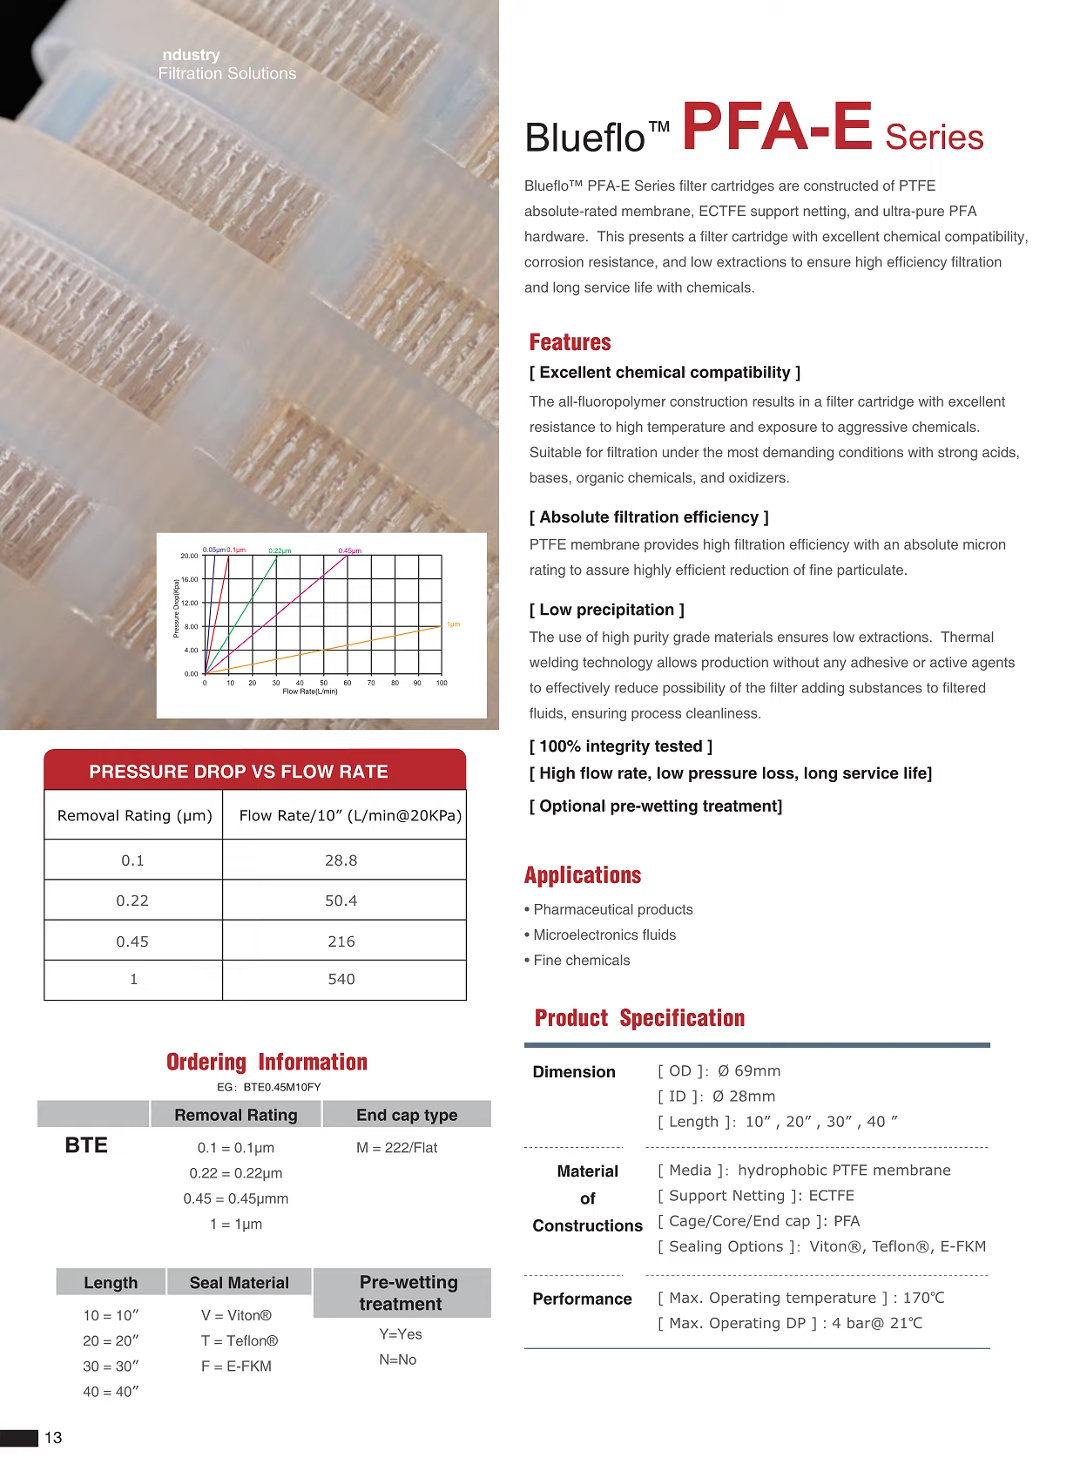 ndustry
Filtration Solutions
Blueflo™ PFA-E Series
Blueflo™ PFA-E Series filter cartridges are constructed of PTFE
absolute-rated membrane, ECTFE support netting, and ultra-pure PFA
hardware. This presents a filter cartridge with excellent chemical compatibility,
corrosion resistance, and low extractions to ensure high efficiency filtration
and long service life with chemicals.
Features
[ Excellent chemical compatibility ]
The all-fluoropolymer construction results in a filter cartridge with excellent
resistance to high temperature and exposure to aggressive chemicals.
Suitable for filtration under the most demanding conditions with strong acids,
bases, organic chemicals, and oxidizers.
[ Absolute filtration efficiency ]
PTFE membrane provides high filtration efficiency with an absolute micron
rating to assure highly efficient reduction of fine particulate.
[ Low precipitation ]
The use of high purity grade materials ensures low extractions. Thermal
welding technology allows production without any adhesive or active agents
to effectively reduce possibility of the filter adding substances to filtered
fluids, ensuring process cleanliness.
[ 100% integrity tested ]
[ High flow rate, low pressure loss, long service life]
[ Optional pre-wetting treatment]
Applications
• Pharmaceutical products
• Microelectronics fluids
• Fine chemicals
Product Specification
Dimension
[ OD ]: Ø 69mm
[ ID ]: Ø 28mm
[ Length ]: 10″ , 20″ , 30″ , 40 ″
Material
of
Constructions
[ Media ]: hydrophobic PTFE membrane
[ Support Netting ]: ECTFE
[ Cage/Core/End cap ]: PFA
[ Sealing Options ]: Viton®, Teflon®, E-FKM
Performance
[ Max. Operating temperature ] : 170℃
[ Max. Operating DP ] : 4 bar@ 21℃
0.05µm 0.1µm 0.22µm 0.45µm
1µm
Pressure Drop(Kpa)
20.00
16.00
12.00
8.00
4.00
0.00
0 10 20 30 40 50 60 70 80 90 100
Flow Rate(L/min)
PRESSURE DROP VS FLOW RATE
Removal Rating (µm) Flow Rate/10″ (L/min@20KPa)
0.1 28.8
0.22 50.4
0.45 216
1 540
Ordering Information
EG: BTE0.45M10FY
Removal Rating End cap type
BTE
0.1 = 0.1µm M = 222/Flat
0.22 = 0.22µm
0.45 = 0.45µmm
1 = 1µm
Length Seal Material Pre-wetting
treatment
10 = 10″ V = Viton® Y=Yes
20 = 20″ T = Teflon® N=No
30 = 30″ F = E-FKM
40 = 40″
13